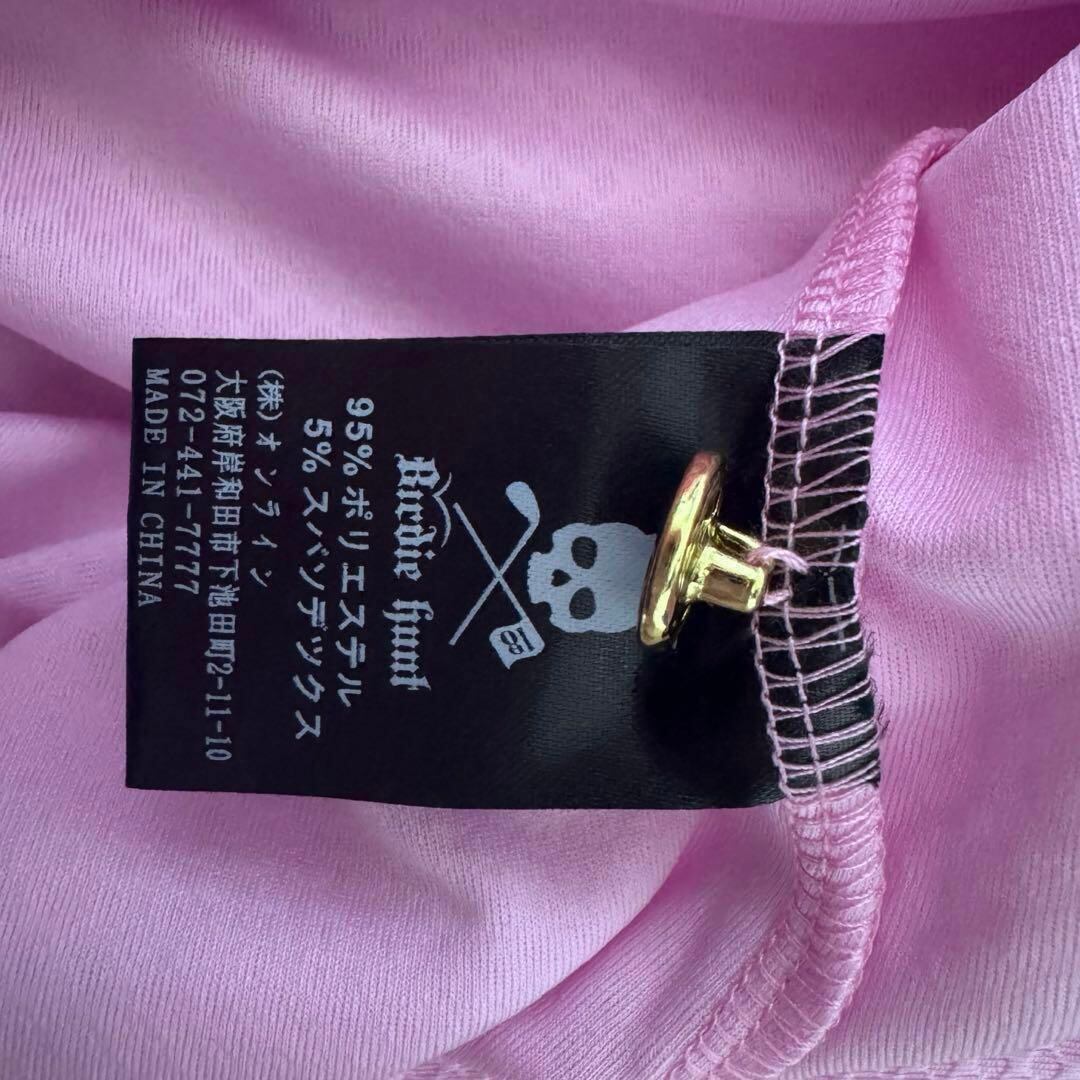 18
Birdie Hunt
95% ポリエステル
5% スパンデックス
(株)オンライン
大阪府岸和田市下池田町2-11-10
072-441-7777
MADE IN CHINA